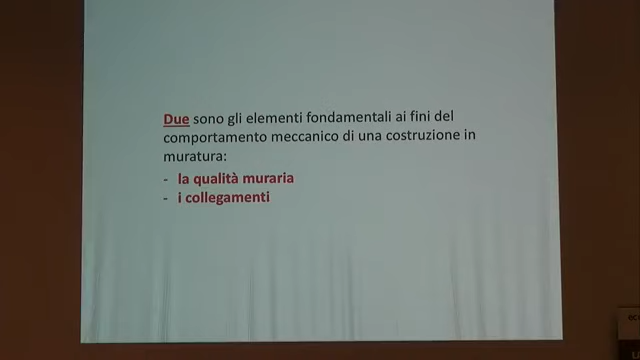 Due sono gli elementi fondamentali ai fini del
comportamento meccanico di una costruzione in
muratura:
- la qualità muraria
- i collegamenti